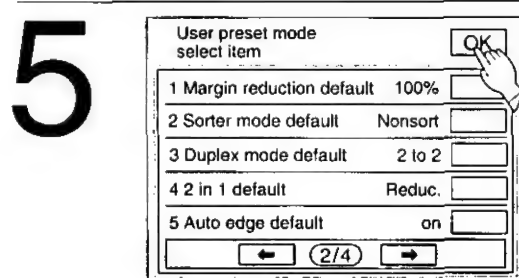 5
User preset mode
select item
OK
1 Margin reduction default 100%
2 Sorter mode default Nonsort
3 Duplex mode default 2 to 2
4 2 in 1 default Reduc.
5 Auto edge default on
← (2/4) →